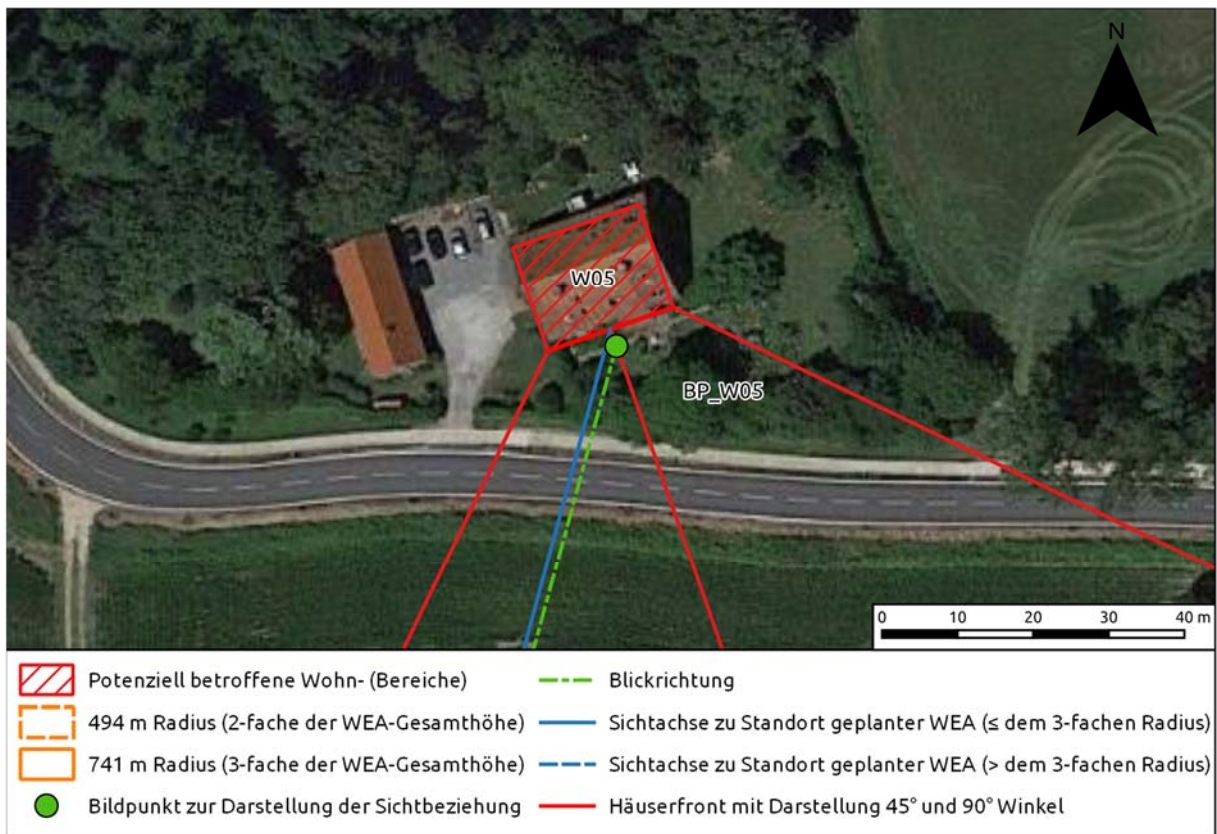 N
W05
BP_W05
0 10 20 30 40 m
Potenziell betroffene Wohn- (Bereiche)
494 m Radius (2-fache der WEA-Gesamthöhe)
741 m Radius (3-fache der WEA-Gesamthöhe)
Bildpunkt zur Darstellung der Sichtbeziehung
Blickrichtung
Sichtachse zu Standort geplanter WEA (≤ dem 3-fachen Radius)
Sichtachse zu Standort geplanter WEA (> dem 3-fachen Radius)
Häuserfront mit Darstellung 45° und 90° Winkel